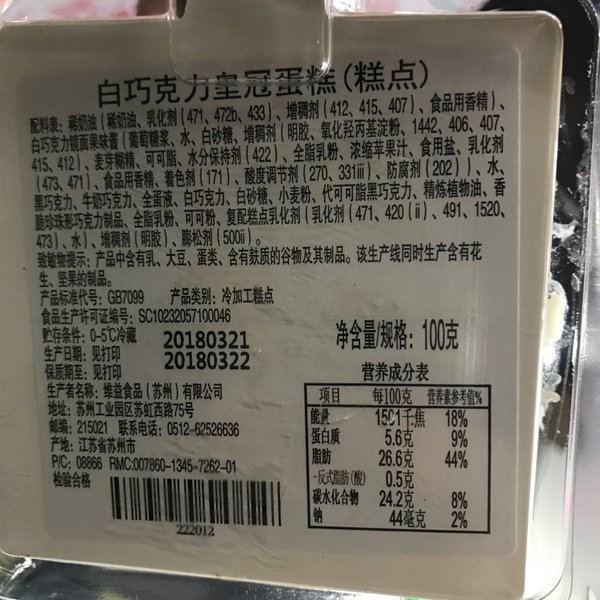 白巧克力皇冠蛋糕(糕点)
配料表：稀奶油（稀奶油、乳化剂（471、472b、433）、增稠剂（412、415、407）、食品用香精）、
白巧克力镜面果味酱（葡萄糖浆、水、白砂糖、增稠剂（明胶、氧化羟丙基淀粉、1442、406、407、
415、412）、麦芽糊精、可可脂、水分保持剂（422）、全脂乳粉、浓缩苹果汁、食用盐、乳化剂
（473、471）、食品用香精、着色剂（171）、酸度调节剂（270、331iii）、防腐剂（202））、水、
黑巧克力、牛奶巧克力、全蛋液、白巧克力、白砂糖、小麦粉、代可可脂黑巧克力、精炼植物油、香
脆珍珠形巧克力制品、全脂乳粉、可可粉、复配糕点乳化剂（乳化剂（471、420（ii）、491、1520、
473）、水）、增稠剂（明胶）、膨松剂（500ii）。
致敏物提示：产品中含有乳、大豆、蛋类、含有麸质的谷物及其制品。该生产线同时生产含有花
生、坚果的制品。
产品标准代号：GB7099 产品类别：冷加工糕点
食品生产许可证编号：SC10232057100046
贮存条件：0-5℃冷藏 20180321
生产日期：见打印 20180322
保质期至：见打印
净含量/规格：100克
生产者名称：维益食品（苏州）有限公司
地址：苏州工业园区苏虹西路75号
邮编：215021 联系电话：0512-62526636
产地：江苏省苏州市
P/C：08866 RMC:007860-1345-7262-01
检验合格
222012
营养成分表
项目 每100克 营养素参考值%
能量 1501千焦 18%
蛋白质 5.6克 9%
脂肪 26.6克 44%
-反式脂肪(酸) 0.5克
碳水化合物 24.2克 8%
钠 44毫克 2%